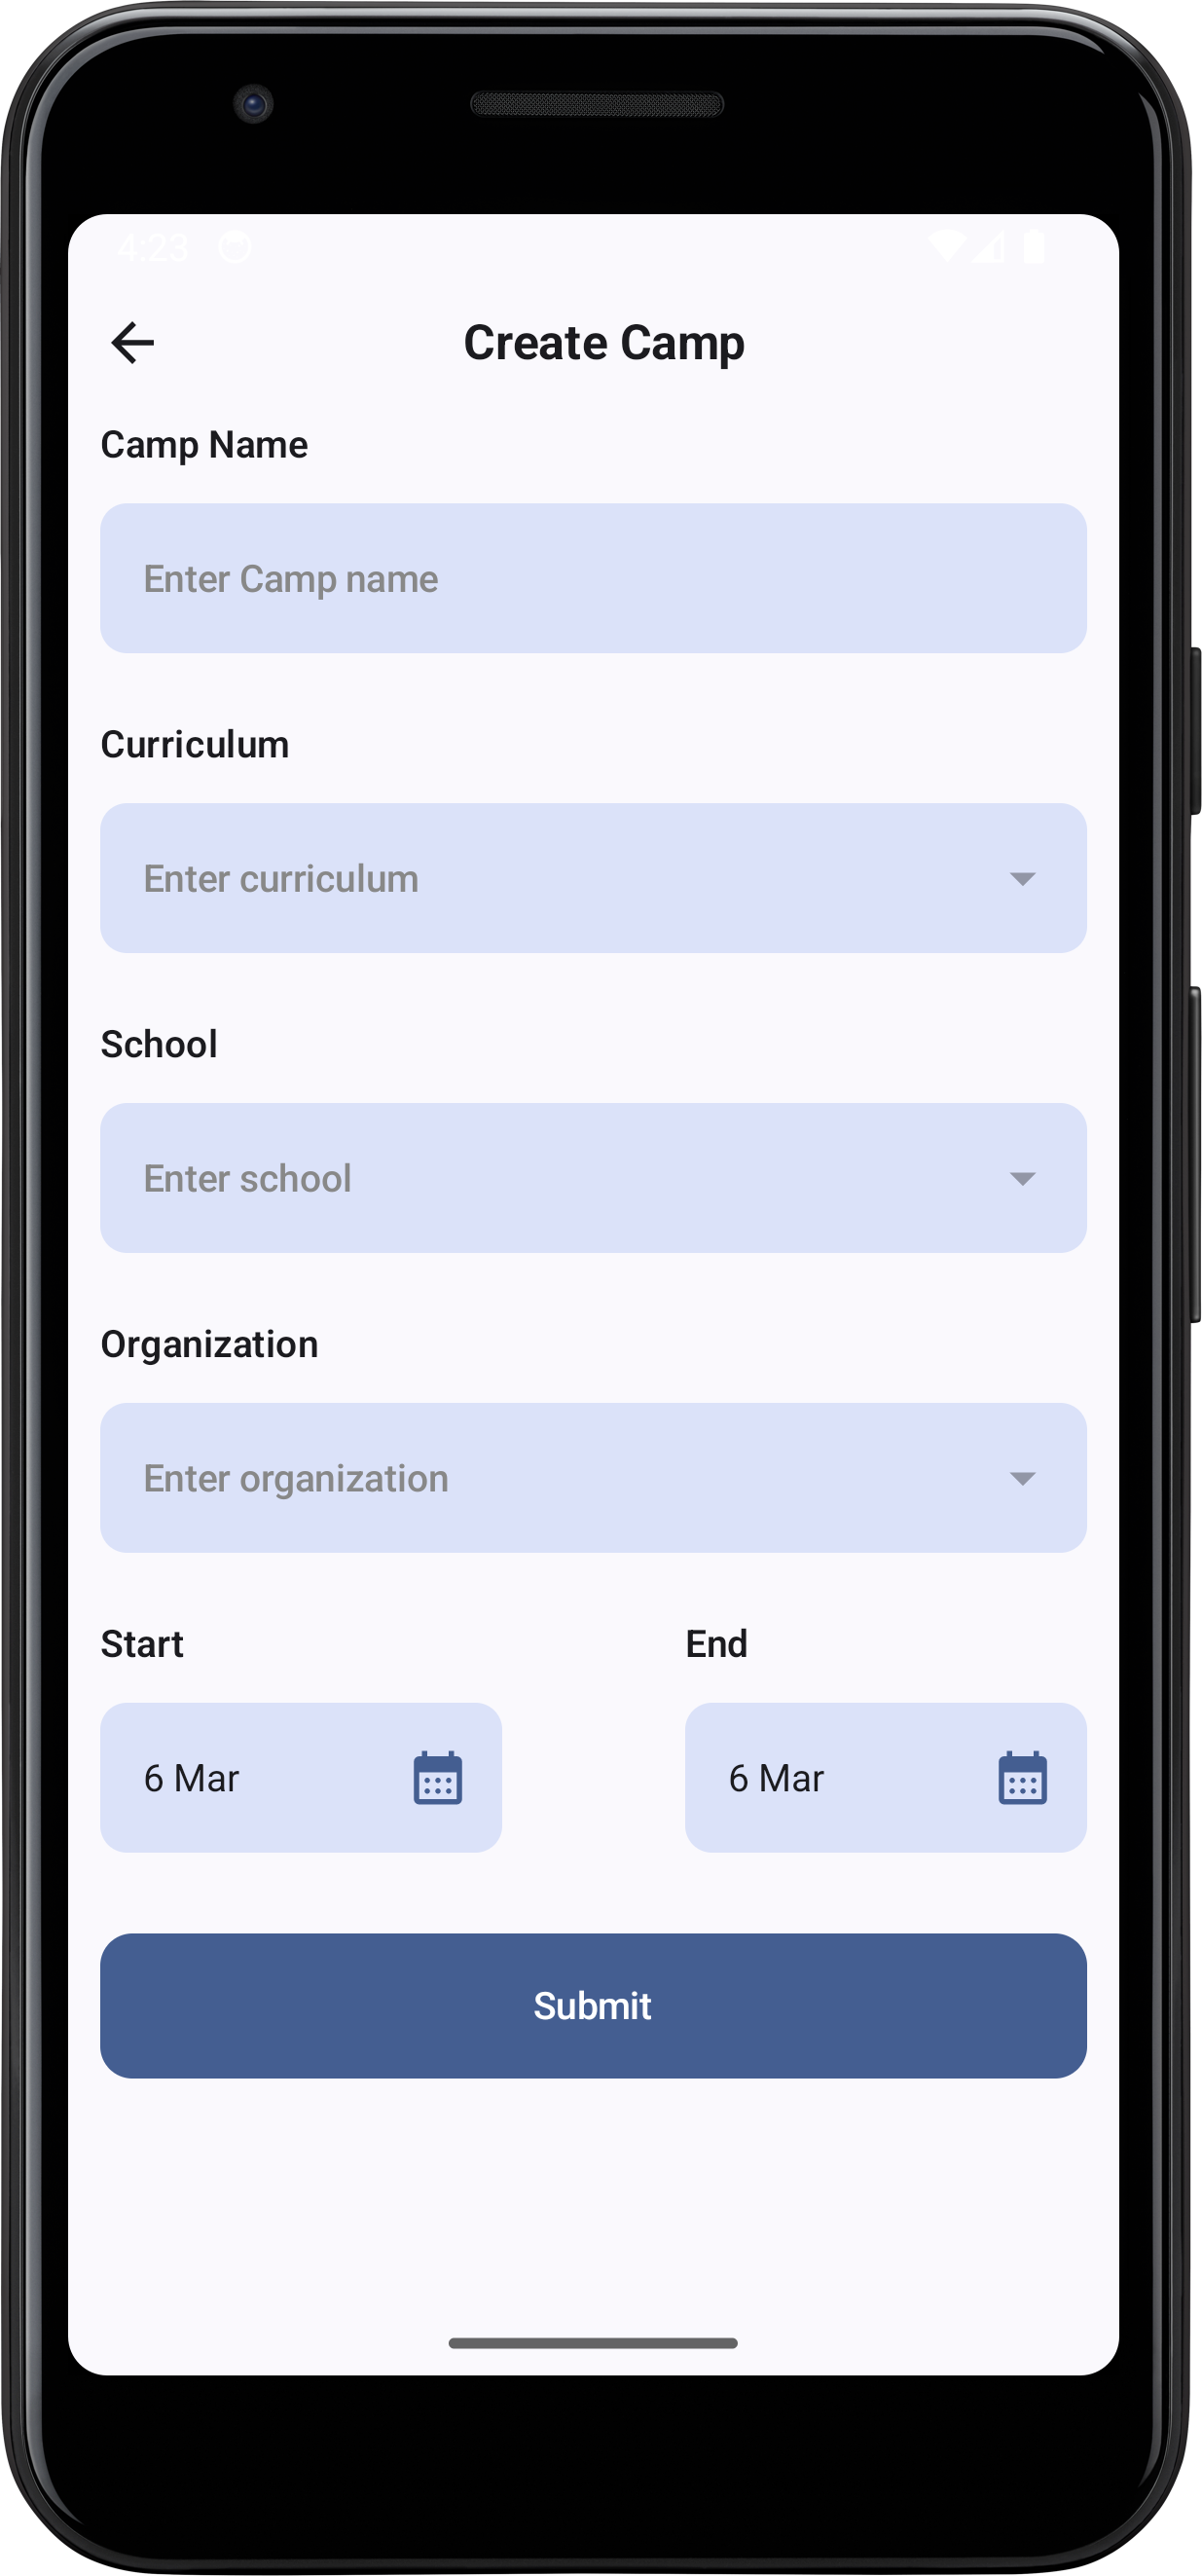 4:23
Create Camp
Camp Name
Enter Camp name
Curriculum
Enter curriculum
School
Enter school
Organization
Enter organization
Start End
6 Mar 6 Mar
Submit